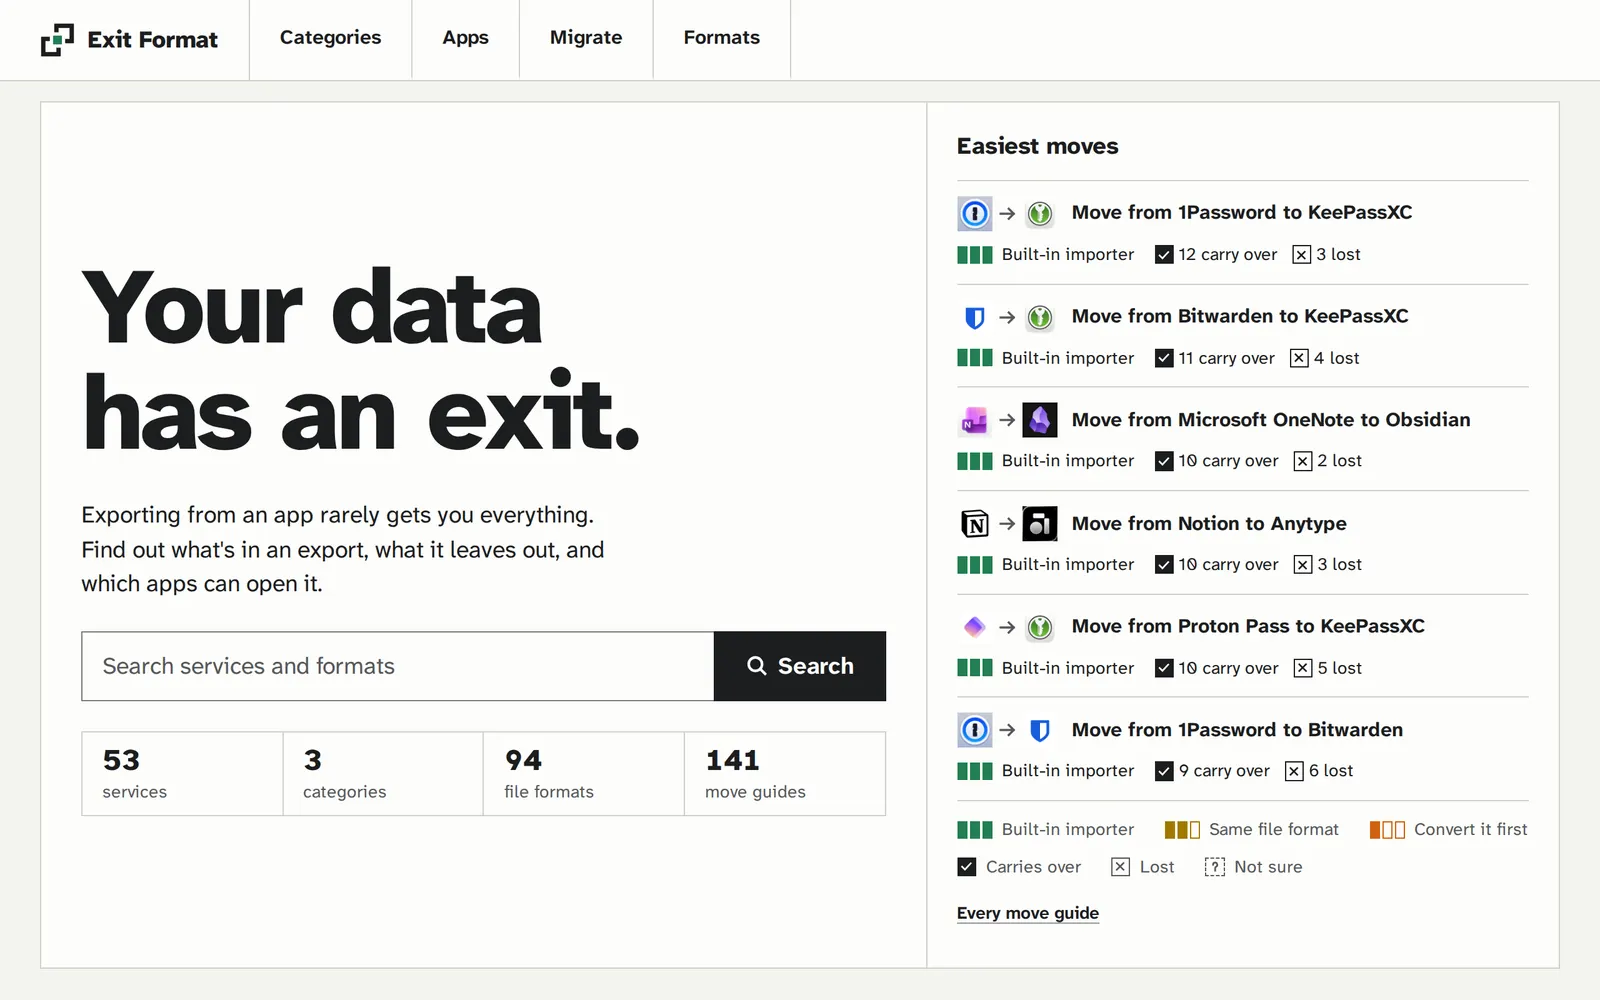 Exit Format
Categories
Apps
Migrate
Formats
Your data
has an exit.
Exporting from an app rarely gets you everything.
Find out what's in an export, what it leaves out, and
which apps can open it.
Search services and formats
Search
53
services
3
categories
94
file formats
141
move guides
Easiest moves
Move from 1Password to KeePassXC
Built-in importer 12 carry over 3 lost
Move from Bitwarden to KeePassXC
Built-in importer 11 carry over 4 lost
Move from Microsoft OneNote to Obsidian
Built-in importer 10 carry over 2 lost
Move from Notion to Anytype
Built-in importer 10 carry over 3 lost
Move from Proton Pass to KeePassXC
Built-in importer 10 carry over 5 lost
Move from 1Password to Bitwarden
Built-in importer 9 carry over 6 lost
Built-in importer Same file format Convert it first
Carries over Lost ? Not sure
Every move guide